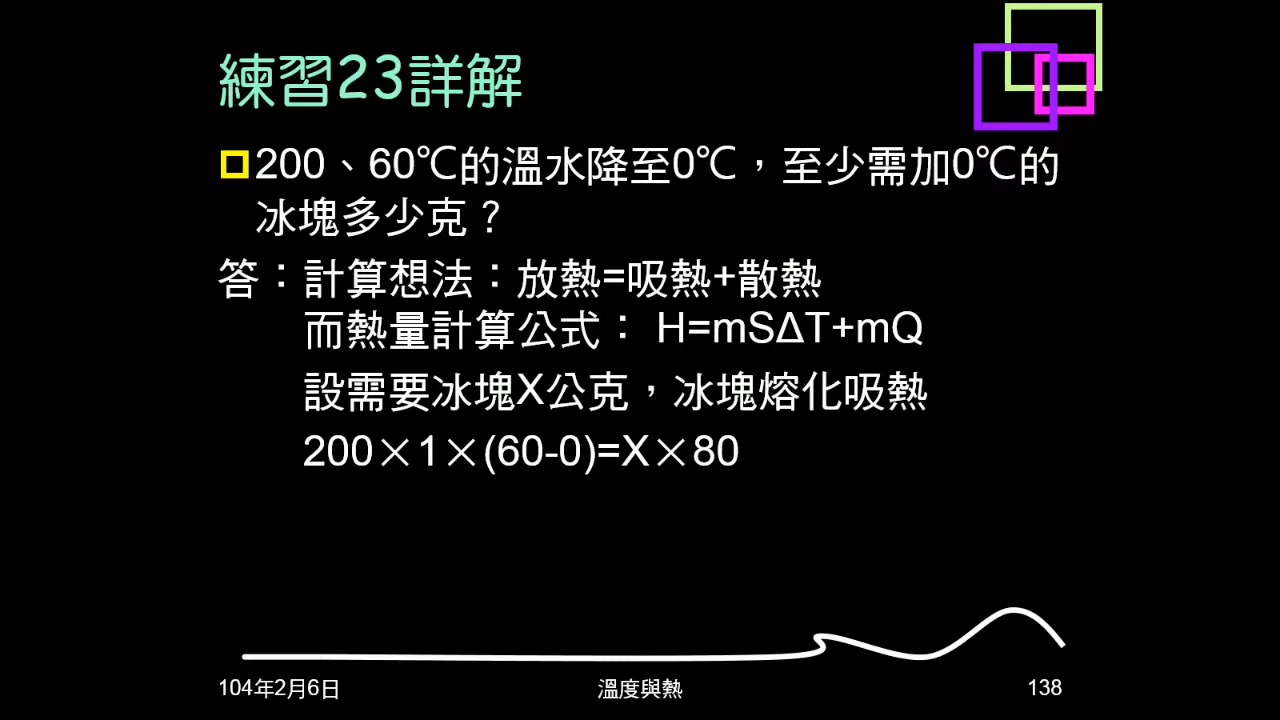 練習23詳解
200、60℃的溫水降至0℃，至少需加0℃的
冰塊多少克？
答：計算想法：放熱=吸熱+散熱
而熱量計算公式： H=mSΔT+mQ
設需要冰塊X公克，冰塊熔化吸熱
200×1×(60-0)=X×80
104年2月6日
溫度與熱
138